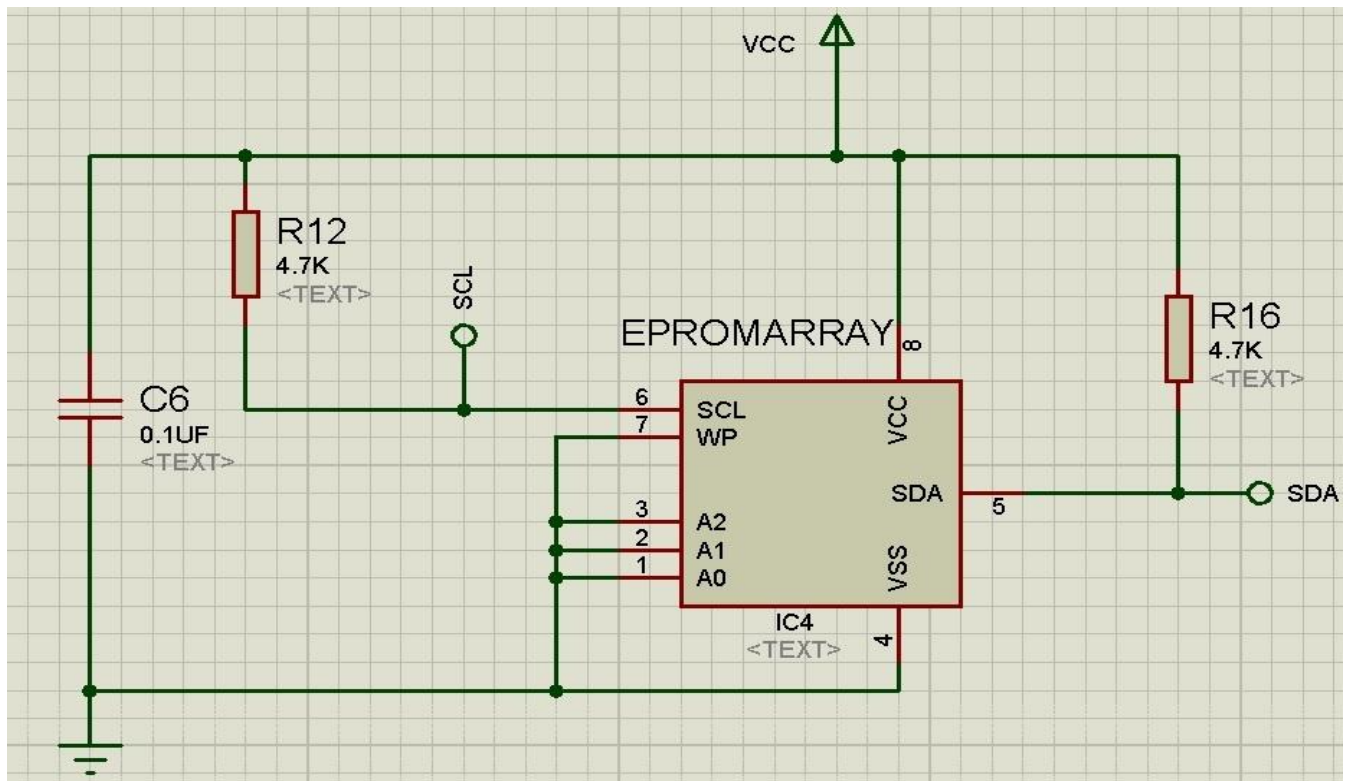 VCC
R12
4.7K
<TEXT>
SCL
EPROMARRAY
8
R16
4.7K
<TEXT>
C6
0.1UF
<TEXT>
6
SCL
7
WP
VCC
SDA
5
SDA
3
A2
2
A1
1
A0
VSS
IC4
<TEXT>
4